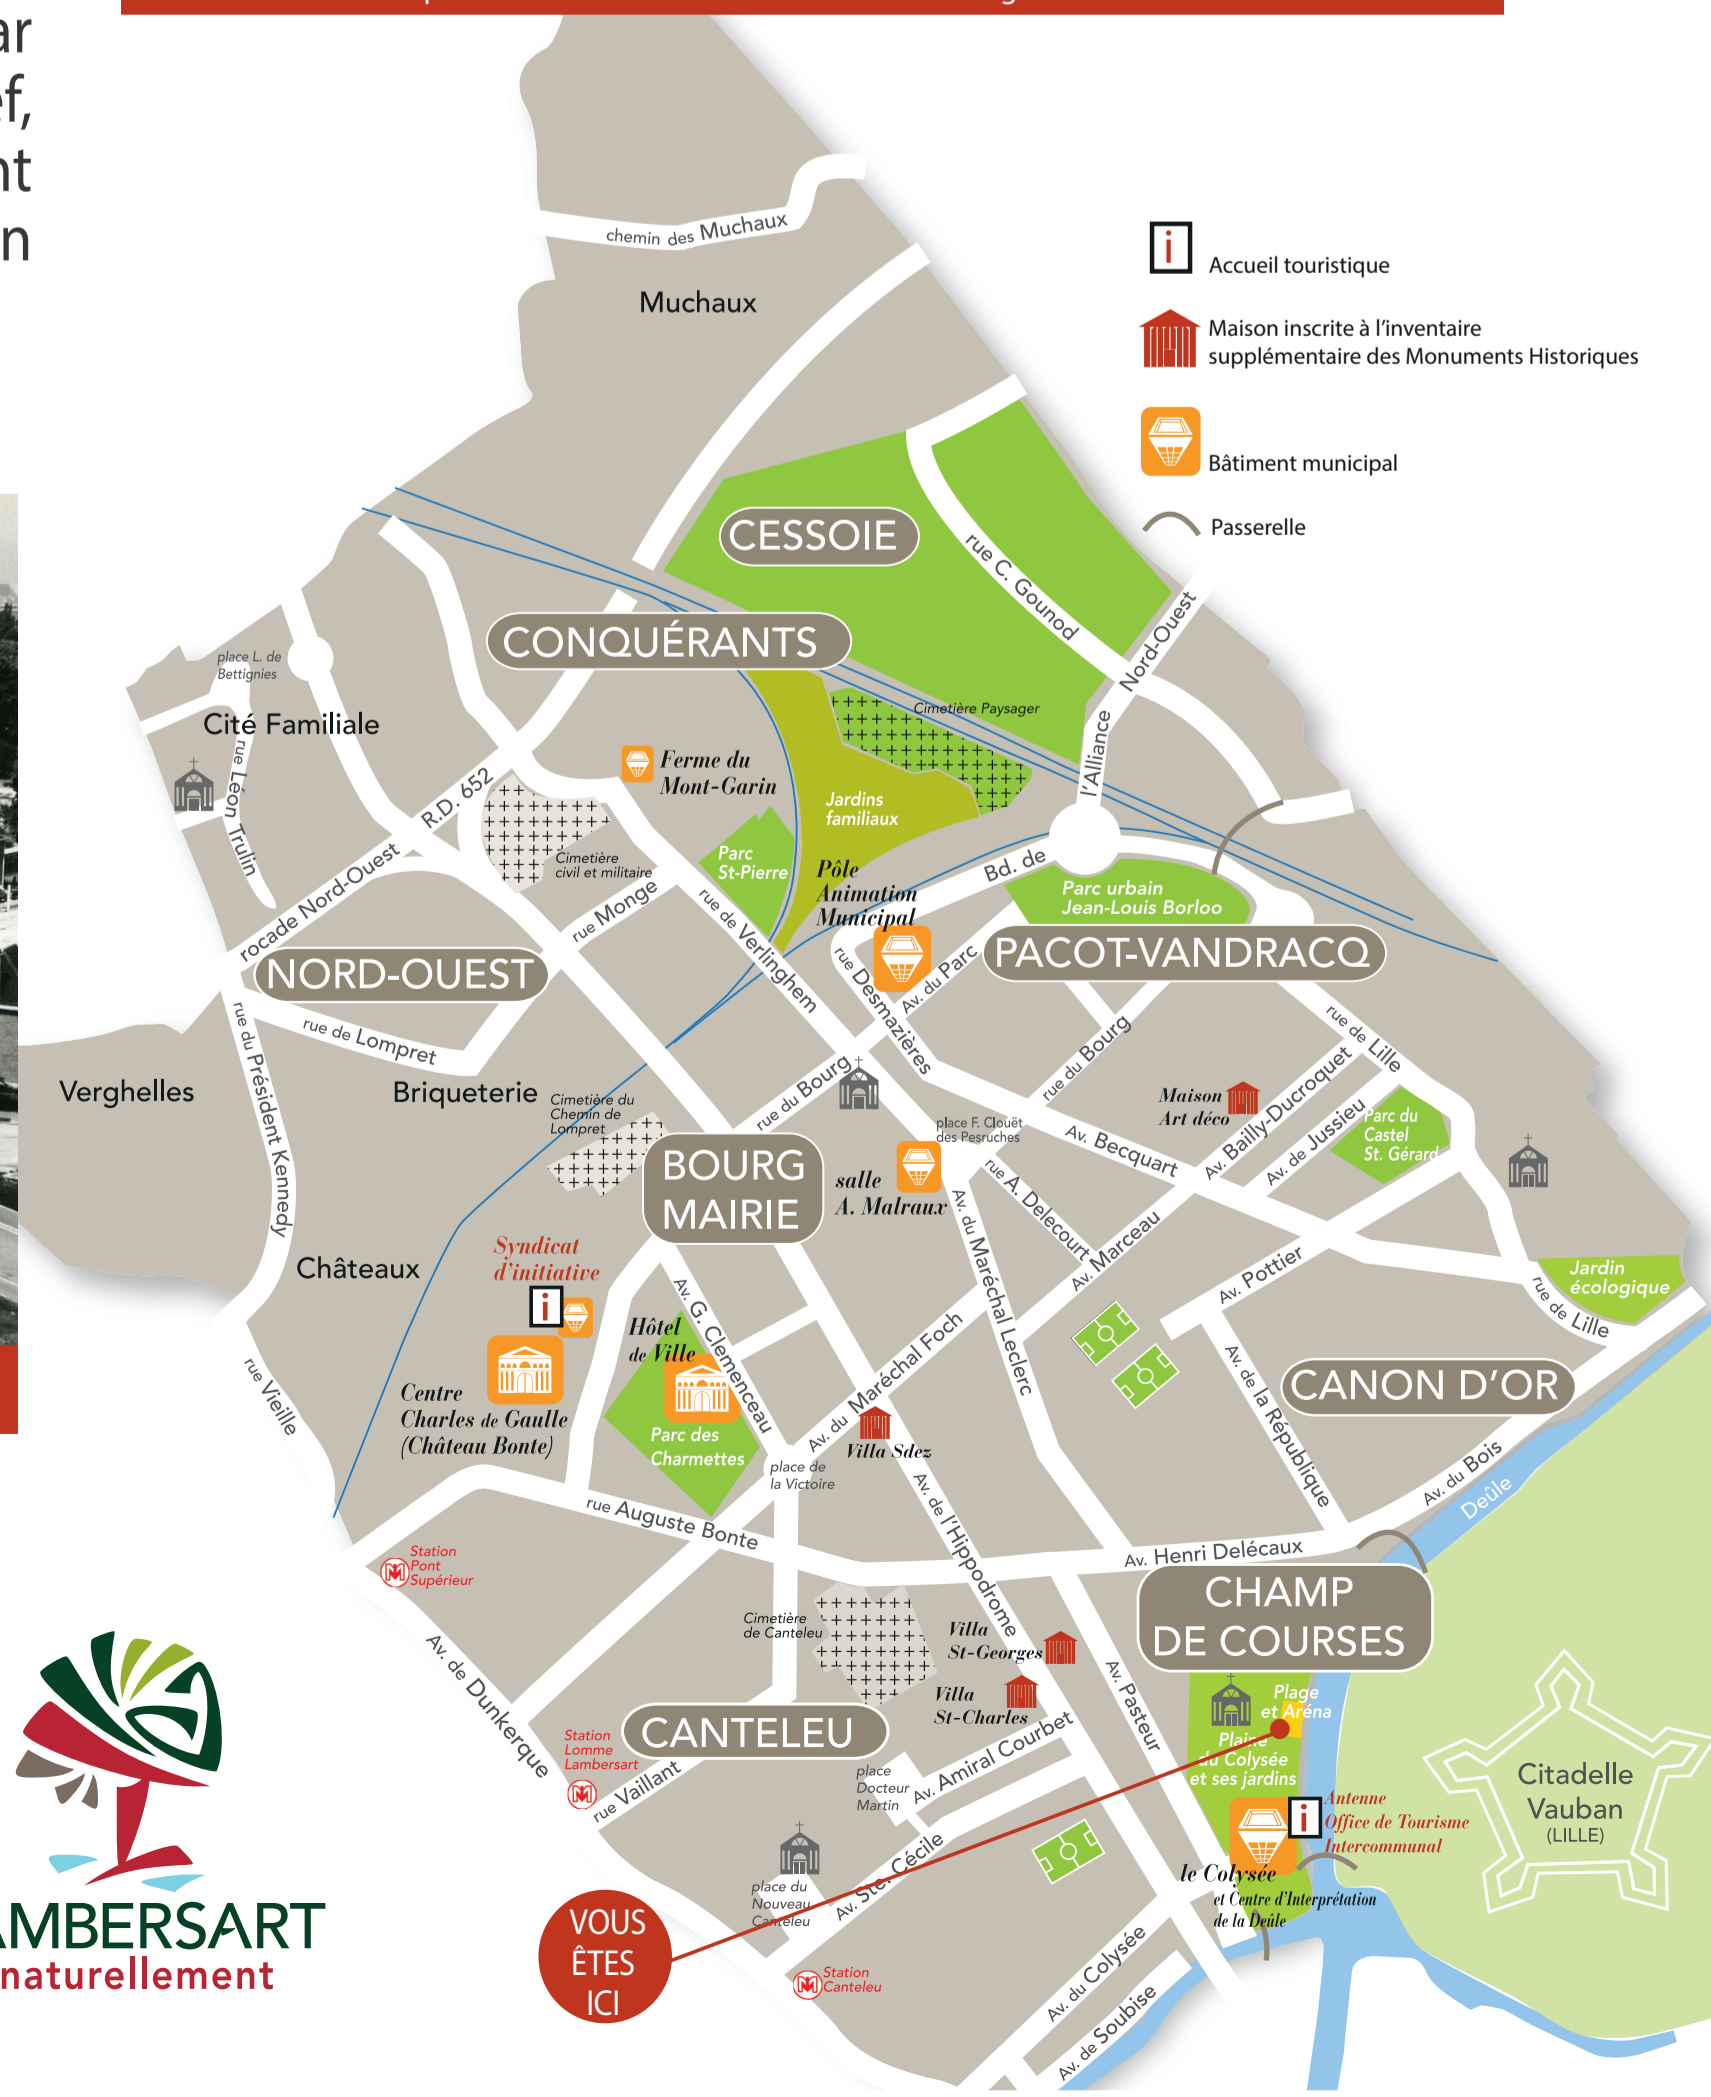 chemin des Muchaux
Muchaux
Accueil touristique
Maison inscrite à l'inventaire
supplémentaire des Monuments Historiques
Bâtiment municipal
Passerelle
CESSOIE
rue C. Gounod
CONQUÉRANTS
Nord-Ouest
l'Alliance
Bd. de
place L. de
Bettignies
Cité Familiale
rue Léon Trulin
R.D. 652
rocade Nord-Ouest
Cimetière Paysager
Ferme du
Mont-Garin
Jardins
familiaux
Cimetière
civil et militaire
Parc
St-Pierre
Pôle
Animation
Municipal
Parc urbain
Jean-Louis Borloo
rue Monge
rue de Verlinghem
NORD-OUEST
PACOT-VANDRACQ
rue Desmazières
Av. du Parc
rue de Lompret
rue du Président Kennedy
rue du Bourg
rue de Lille
Verghelles
Briqueterie
Cimetière du
Chemin de
Lompret
rue du Bourg
Maison
Art déco
Av. Bailly-Ducroquet
Av. de Jussieu
Parc du
Castel
St. Gérard
place F. Clouët
des Pesruches
Av. Becquart
BOURG
MAIRIE
salle
A. Malraux
rue A. Delecourt
Av. du Maréchal Leclerc
Av. Marceau
Av. Pottier
Châteaux
Syndicat
d'initiative
i
Av. G. Clemenceau
Hôtel
de Ville
Jardin
écologique
rue de Lille
rue Vieille
Centre
Charles de Gaulle
(Château Bonte)
Av. du Maréchal Foch
Av. de la République
CANON D'OR
Parc des
Charmettes
Villa Sdez
place de
la Victoire
Av. du Bois
Deûle
rue Auguste Bonte
Av. de l'Hippodrome
Av. Henri Delécaux
Station
Pont
Supérieur
CHAMP
DE COURSES
Cimetière
de Canteleu
Villa
St-Georges
Villa
St-Charles
Av. de Dunkerque
Av. Pasteur
Plage
et Aréna
Plaine
du Colysée
et ses jardins
CANTELEU
Station
Lomme
Lambersart
rue Vaillant
place
Docteur
Martin
Av. Amiral Courbet
Citadelle
Vauban
(LILLE)
i
Antenne
Office de Tourisme
Intercommunal
le Colysée
et Centre d'Interprétation
de la Deûle
Av. Ste. Cécile
place du
Nouveau
Canteleu
VOUS
ÊTES
ICI
Station
Canteleu
Av. du Colysée
Av. de Soubise
AMBERSART
naturellement
ar
ef,
nt
n
i